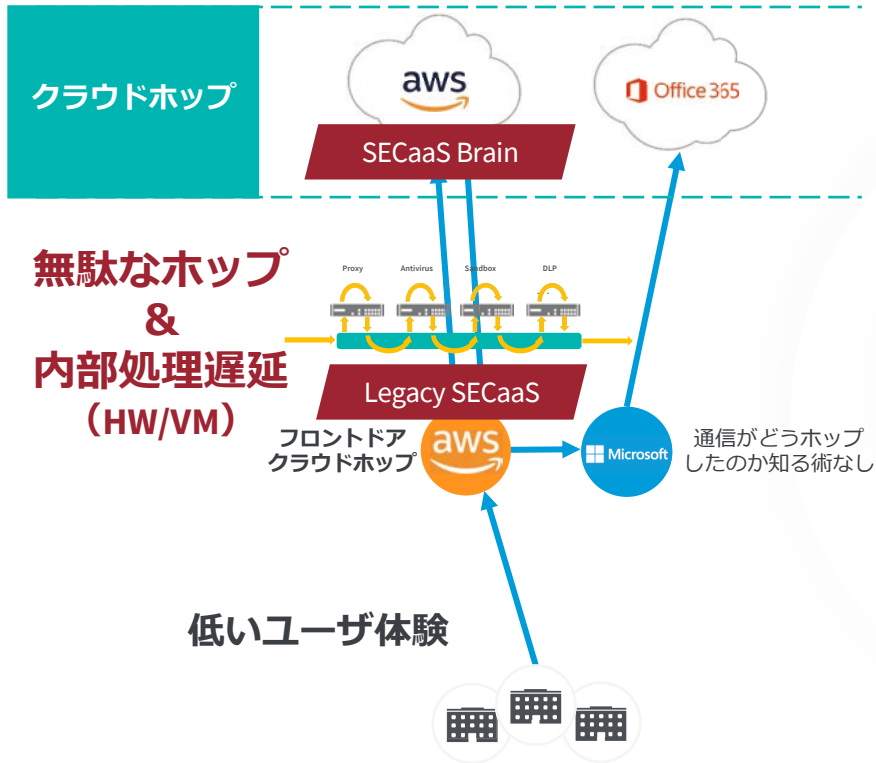 クラウドホップ
aws
Office 365
SECaaS Brain
無駄なホップ
&
内部処理遅延
（HW/VM）
Proxy
Antivirus
Sandbox
DLP
...
Legacy SECaaS
フロントドア
クラウドホップ
aws
Microsoft
通信がどうホップ
したのか知る術なし
低いユーザ体験